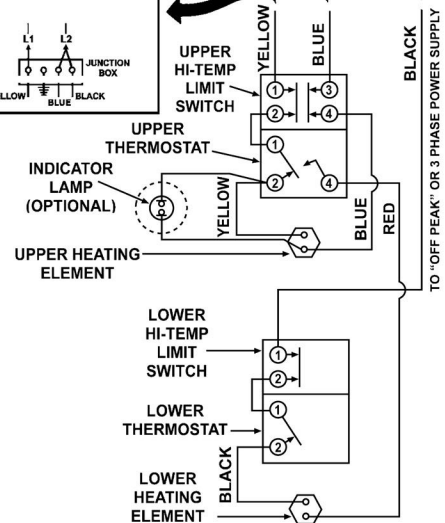 L1 L2
JUNCTION
BOX
LLOW BLUE BLACK
YELLOW
BLUE
BLACK
TO "OFF PEAK" OR 3 PHASE POWER SUPPLY
UPPER
HI-TEMP
LIMIT
SWITCH
1 3
2 4
UPPER
THERMOSTAT
1
2 4
INDICATOR
LAMP
(OPTIONAL)
YELLOW
BLUE
RED
UPPER HEATING
ELEMENT
LOWER
HI-TEMP
LIMIT
SWITCH
1
2
LOWER
THERMOSTAT
1
2
BLACK
LOWER
HEATING
ELEMENT